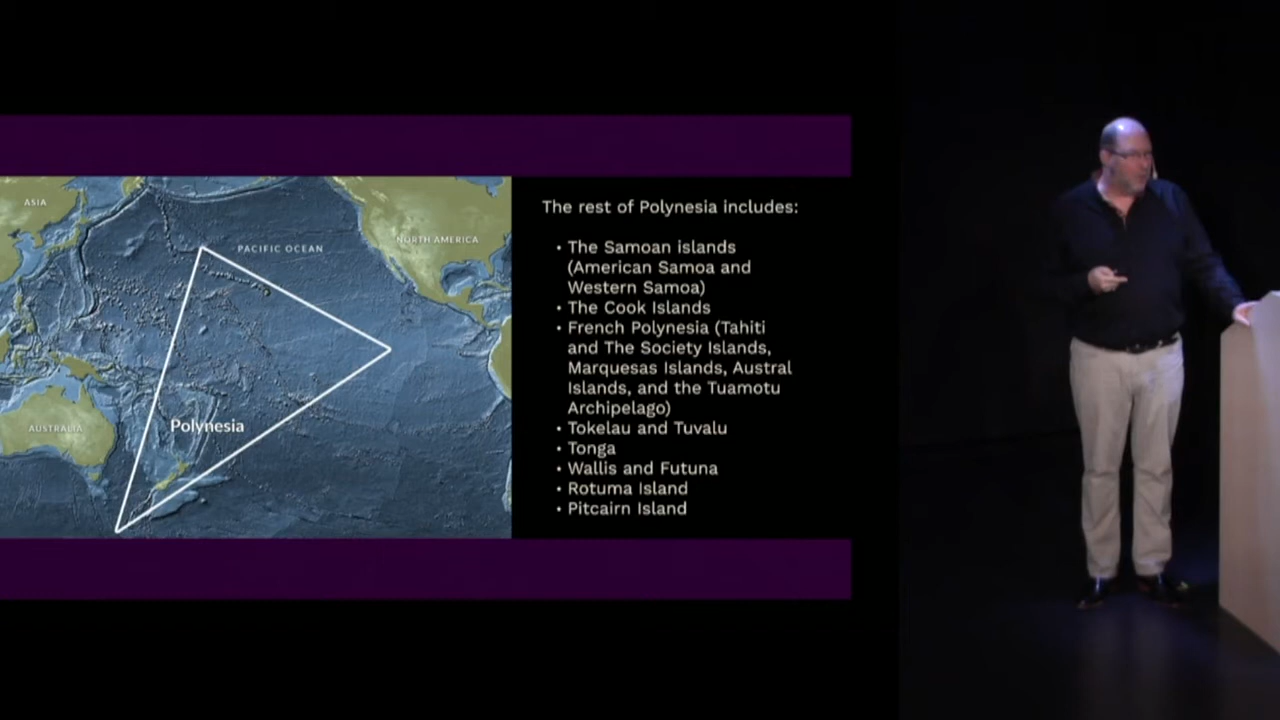 ASIA
PACIFIC OCEAN
NORTH AMERICA
AUSTRALIA
Polynesia
The rest of Polynesia includes:
• The Samoan islands
(American Samoa and
Western Samoa)
• The Cook Islands
• French Polynesia (Tahiti
and The Society Islands,
Marquesas Islands, Austral
Islands, and the Tuamotu
Archipelago)
• Tokelau and Tuvalu
• Tonga
• Wallis and Futuna
• Rotuma Island
• Pitcairn Island